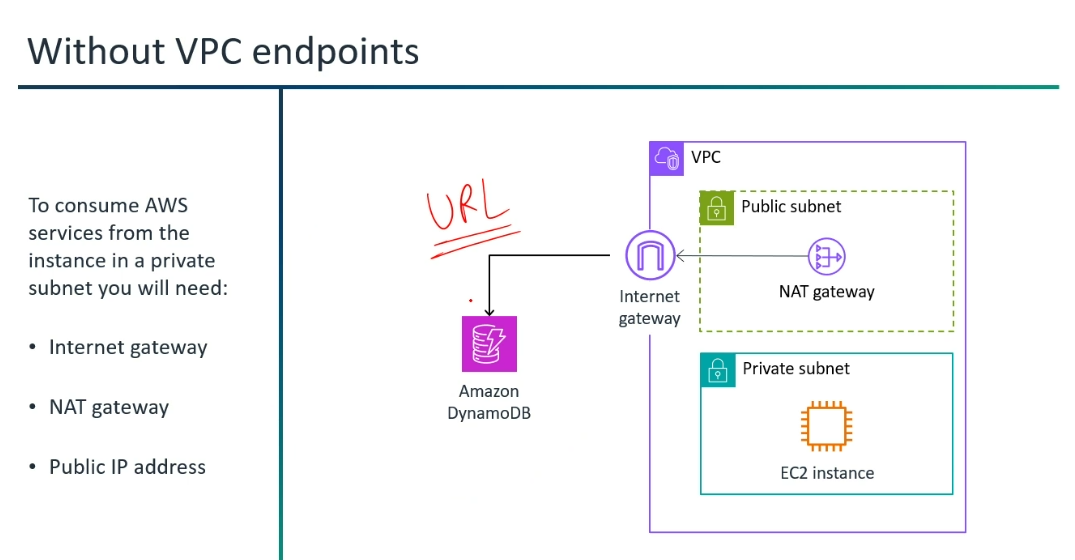 Without VPC endpoints
To consume AWS
services from the
instance in a private
subnet you will need:
• Internet gateway
• NAT gateway
• Public IP address
URL
VPC
Public subnet
NAT gateway
Internet
gateway
Private subnet
EC2 instance
Amazon
DynamoDB